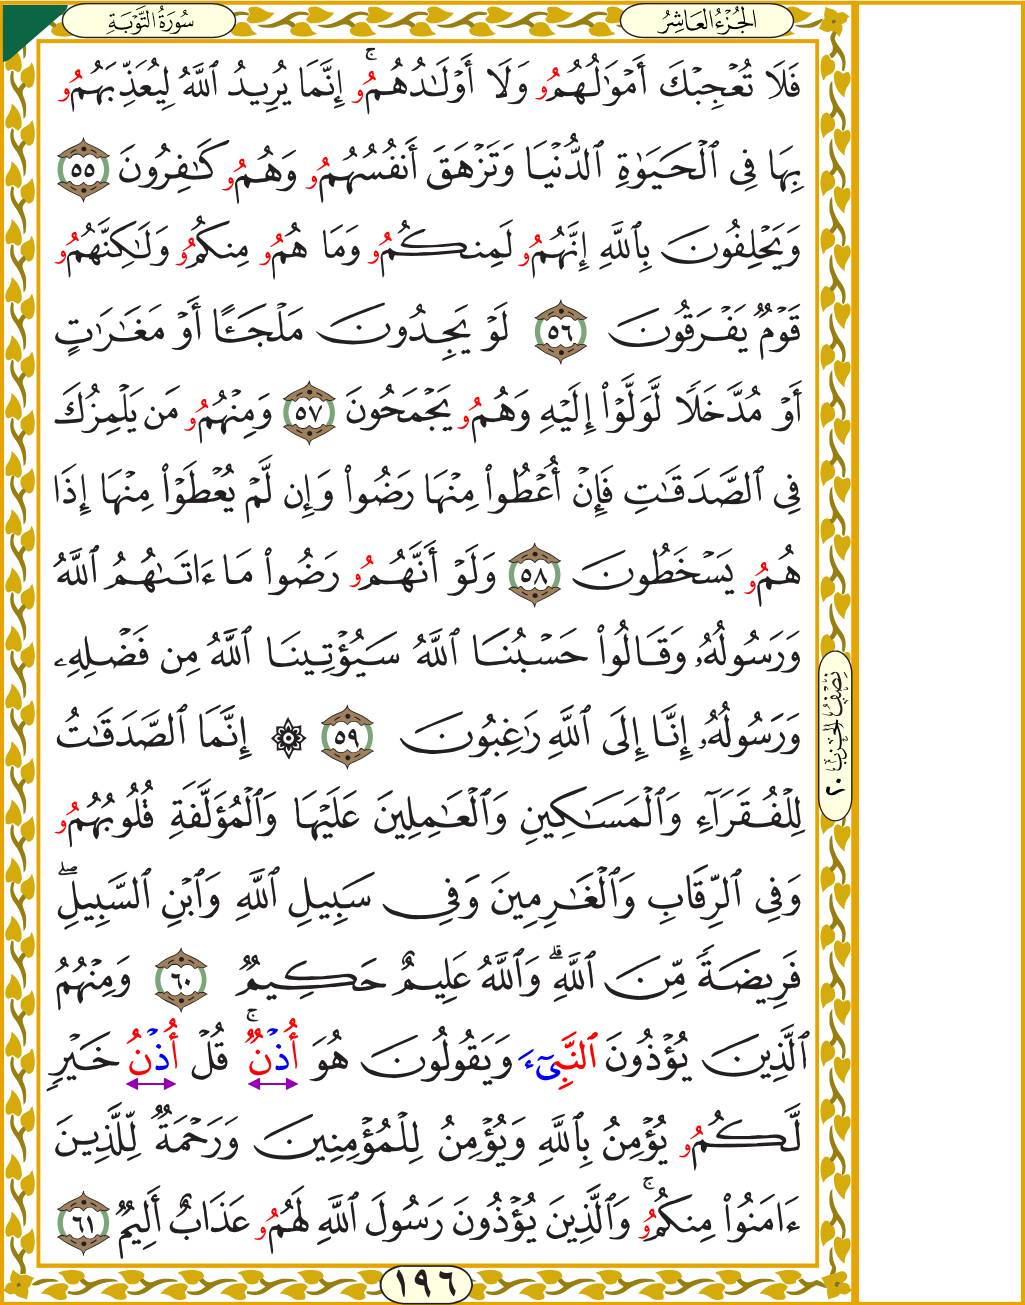 سُورَةُ التَّوْبَةِ
الجُزْءُ العَاشِرُ
فَلَا تُعْجِبْكَ أَمْوَٰلُهُمُۥ وَلَآ أَوْلَٰدُهُمُۥٓۚ إِنَّمَا يُرِيدُ ٱللَّهُ لِيُعَذِّبَهُمُۥ
بِهَا فِى ٱلْحَيَوٰةِ ٱلدُّنْيَا وَتَزْهَقَ أَنفُسُهُمُۥ وَهُمُۥ كَٰفِرُونَ ٥٥
وَيَحْلِفُونَ بِٱللَّهِ إِنَّهُمُۥ لَمِنكُمُۥ وَمَا هُمُۥ مِنكُمُۥ وَلَٰكِنَّهُمُۥ
قَوْمٌ يَفْرَقُونَ ٥٦ لَوْ يَجِدُونَ مَلْجَـًٔا أَوْ مَغَٰرَٰتٍ
أَوْ مُدَّخَلًا لَّوَلَّوْا۟ إِلَيْهِ وَهُمُۥ يَجْمَحُونَ ٥٧ وَمِنْهُمُۥ مَن يَلْمِزُكَ
فِى ٱلصَّدَقَٰتِ فَإِنْ أُعْطُوا۟ مِنْهَا رَضُوا۟ وَإِن لَّمْ يُعْطَوْا۟ مِنْهَا إِذَا
هُمُۥ يَسْخَطُونَ ٥٨ وَلَوْ أَنَّهُمُۥ رَضُوا۟ مَا ءَاتَىٰهُمُ ٱللَّهُ
وَرَسُولُهُۥ وَقَالُوا۟ حَسْبُنَا ٱللَّهُ سَيُؤْتِينَا ٱللَّهُ مِن فَضْلِهِۦ
وَرَسُولُهُۥ إِنَّا إِلَى ٱللَّهِ رَٰغِبُونَ ٥٩ ۞ إِنَّمَا ٱلصَّدَقَٰتُ
نِصْفُ الحِزْبِ ٢٠
لِلْفُقَرَآءِ وَٱلْمَسَٰكِينِ وَٱلْعَٰمِلِينَ عَلَيْهَا وَٱلْمُؤَلَّفَةِ قُلُوبُهُمُۥ
وَفِى ٱلرِّقَابِ وَٱلْغَٰرِمِينَ وَفِى سَبِيلِ ٱللَّهِ وَٱبْنِ ٱلسَّبِيلِۖ
فَرِيضَةً مِّنَ ٱللَّهِۗ وَٱللَّهُ عَلِيمٌ حَكِيمٌ ٦٠ وَمِنْهُمُ
ٱلَّذِينَ يُؤْذُونَ ٱلنَّبِىٓءَ وَيَقُولُونَ هُوَ أُذْنٌۚ قُلْ أُذْنُ خَيْرٍ
لَّكُمُۥ يُؤْمِنُ بِٱللَّهِ وَيُؤْمِنُ لِلْمُؤْمِنِينَ وَرَحْمَةٌ لِّلَّذِينَ
ءَامَنُوا۟ مِنكُمُۥۚ وَٱلَّذِينَ يُؤْذُونَ رَسُولَ ٱللَّهِ لَهُمُۥ عَذَابٌ أَلِيمٌ ٦١
١٩٦